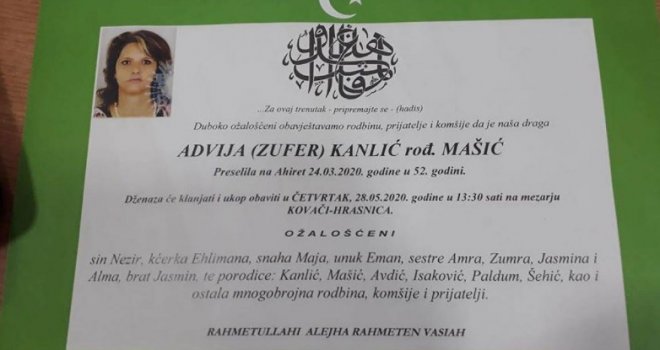 ...Za ovaj trenutak - pripremajte se - (hadis)
Duboko ožalošćeni obavještavamo rodbinu, prijatelje i komšije da je naša draga
ADVIJA (ZUFER) KANLIĆ rođ. MAŠIĆ
Preselila na Ahiret 24.03.2020. godine u 52. godini.
Dženaza će klanjati i ukop obaviti u ČETVRTAK, 28.05.2020. godine u 13:30 sati na mezarju
KOVAČI-HRASNICA.
OŽALOŠĆENI
sin Nezir, kćerka Ehlimana, snaha Maja, unuk Eman, sestre Amra, Zumra, Jasmina i
Alma, brat Jasmin, te porodice: Kanlić, Mašić, Avdić, Isaković, Paldum, Šehić, kao i
ostala mnogobrojna rodbina, komšije i prijatelji.
RAHMETULLAHI ALEJHA RAHMETEN VASIAH